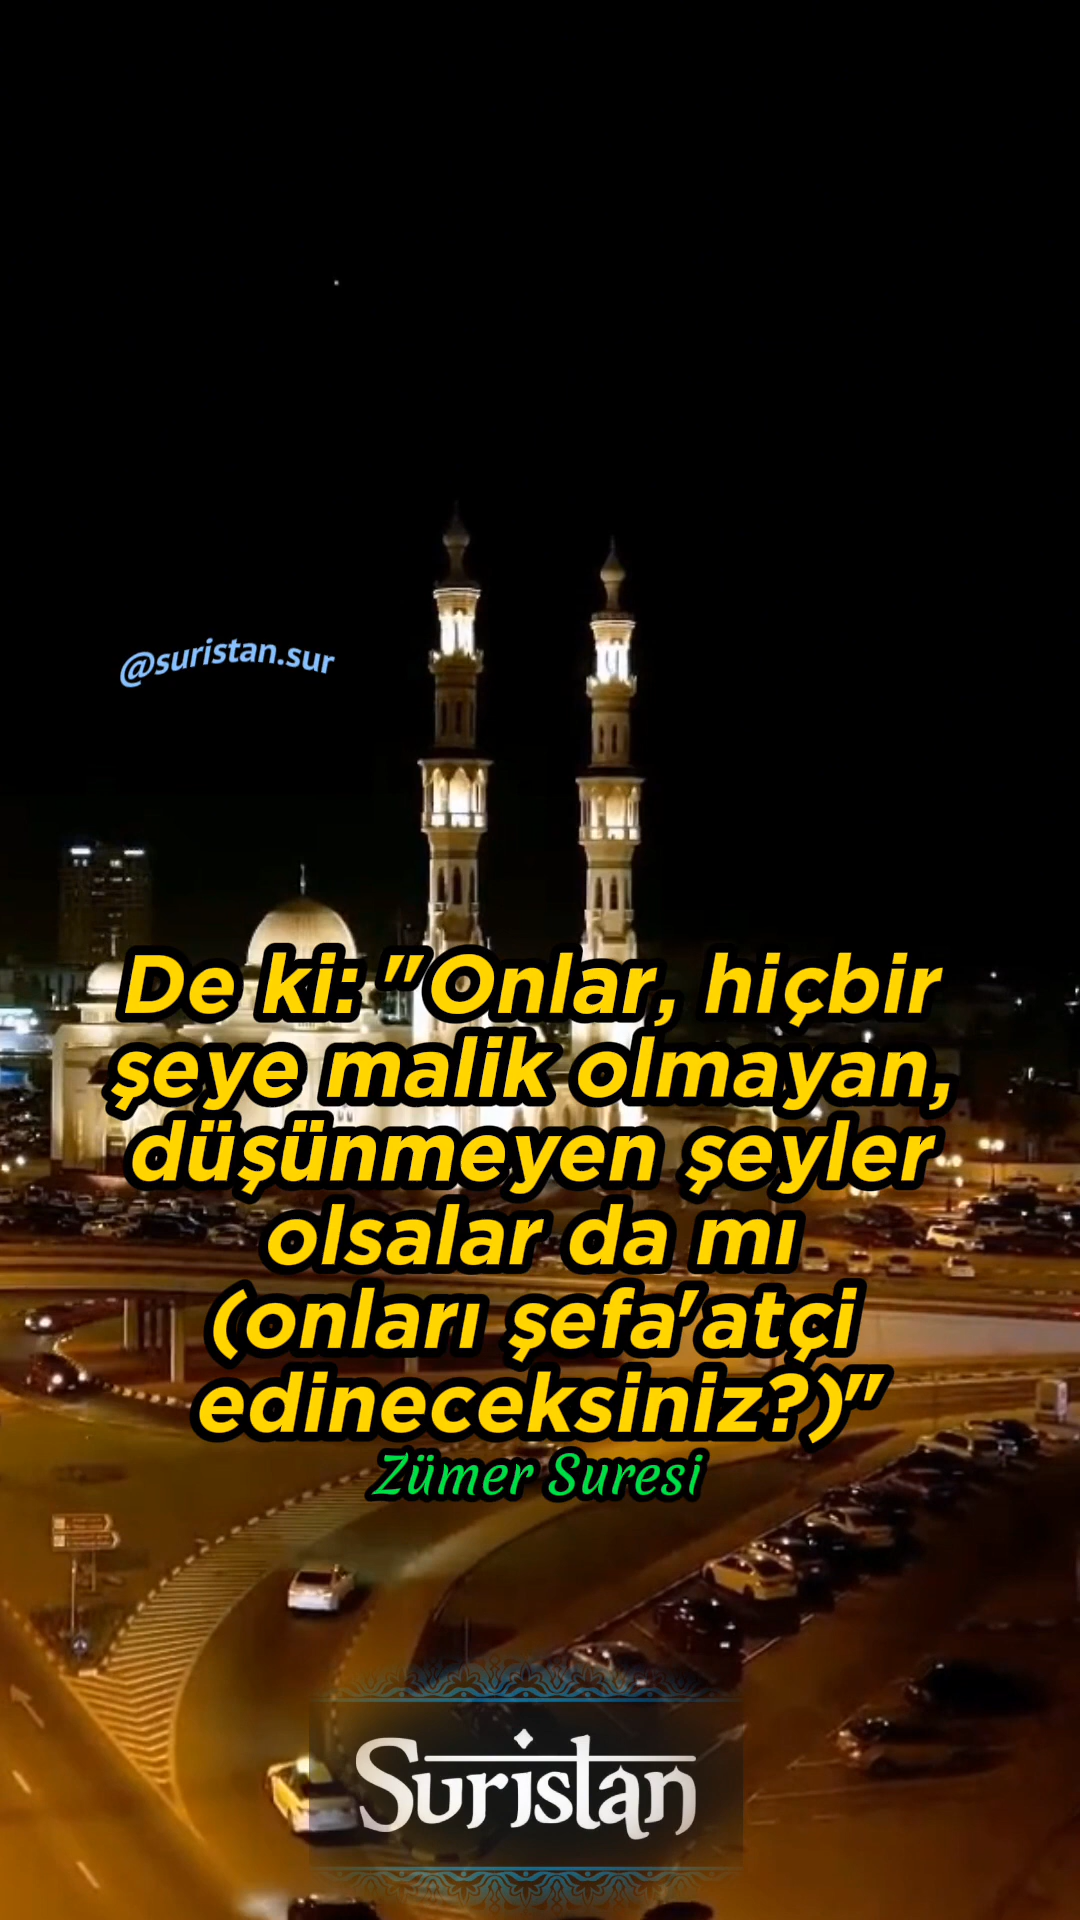 @suristan.sur
De ki: "Onlar, hiçbir
şeye malik olmayan,
düşünmeyen şeyler
olsalar da mı
(onları şefa'atçi
edineceksiniz?)"
Zümer Suresi
Suristan